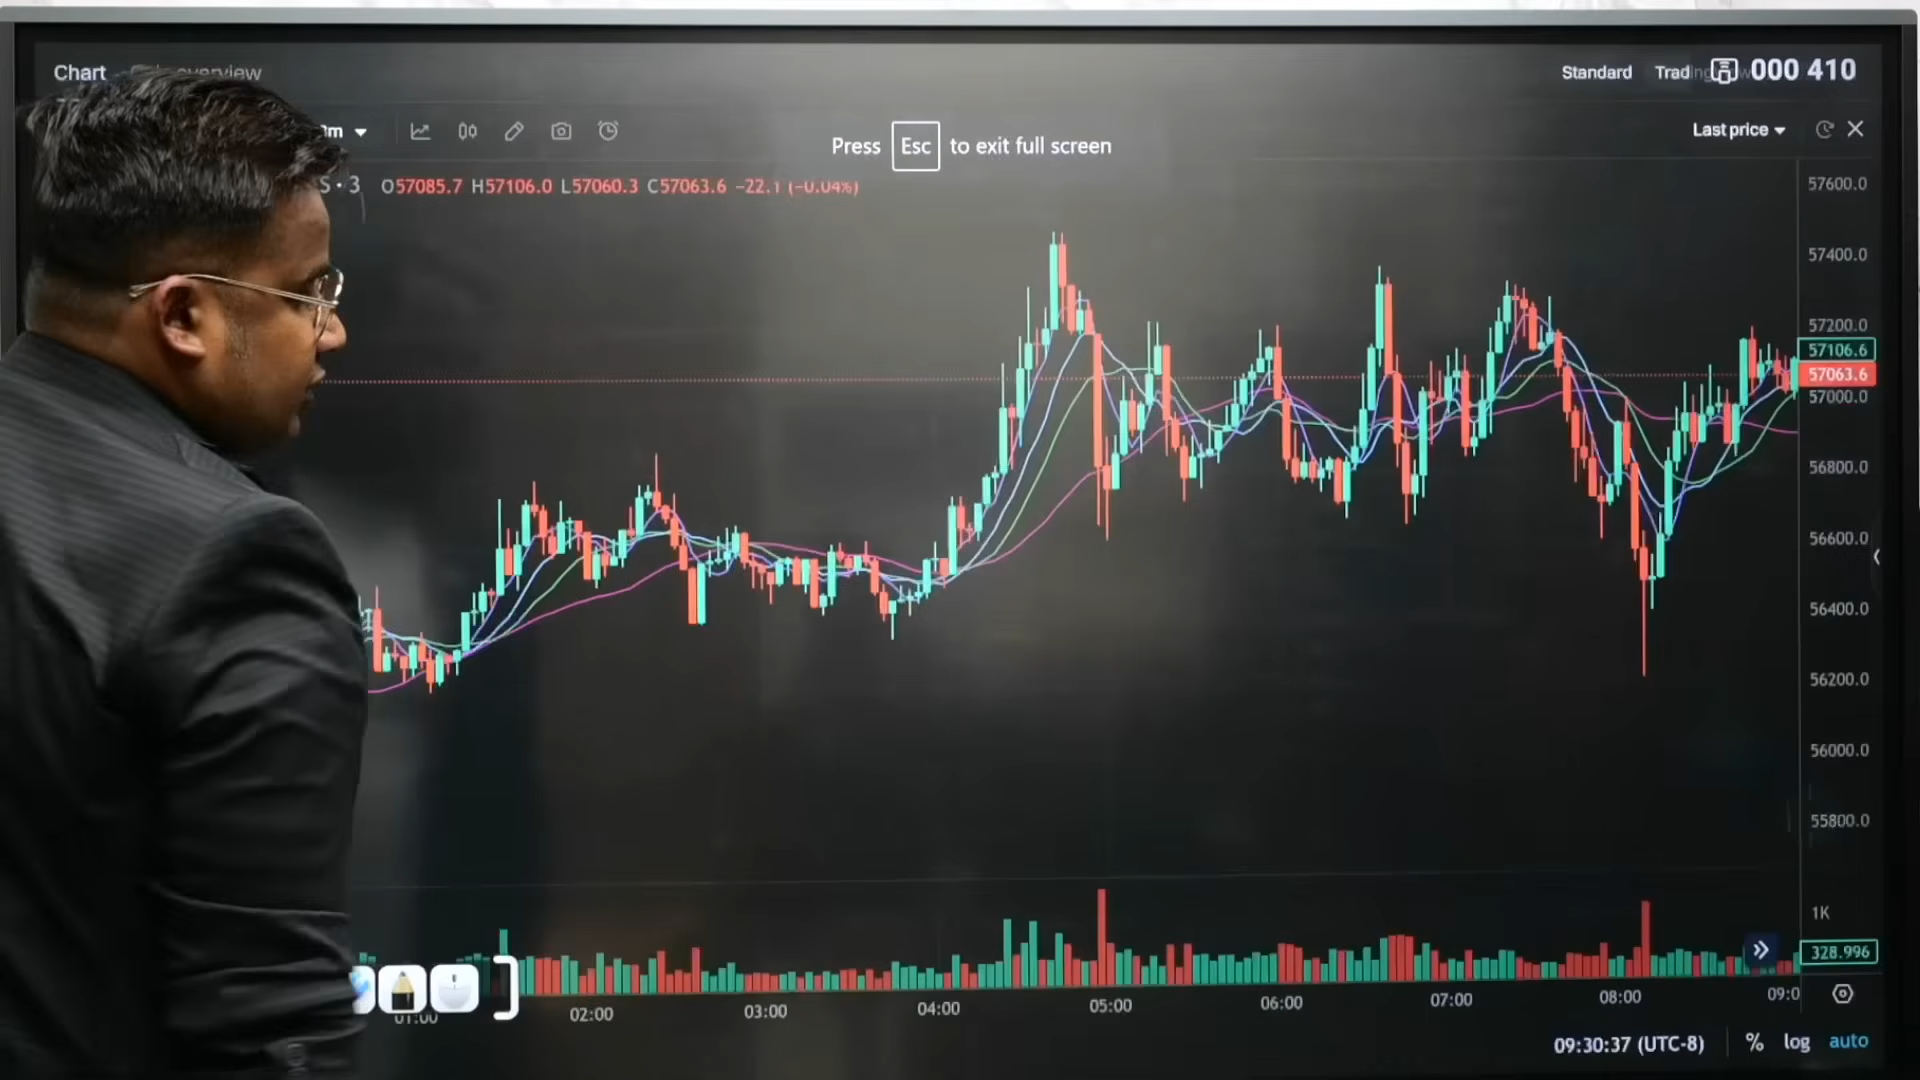 Chart overview
Standard Trad 000 410
m
Press Esc to exit full screen
Last price
S · 3 O57085.7 H57106.0 L57060.3 C57063.6 −22.1 (−0.04%)
57600.0
57400.0
57200.0
57106.6
57063.6
57000.0
56800.0
56600.0
56400.0
56200.0
56000.0
55800.0
1K
328.996
01:00 02:00 03:00 04:00 05:00 06:00 07:00 08:00 09:0
09:30:37 (UTC-8) % log auto